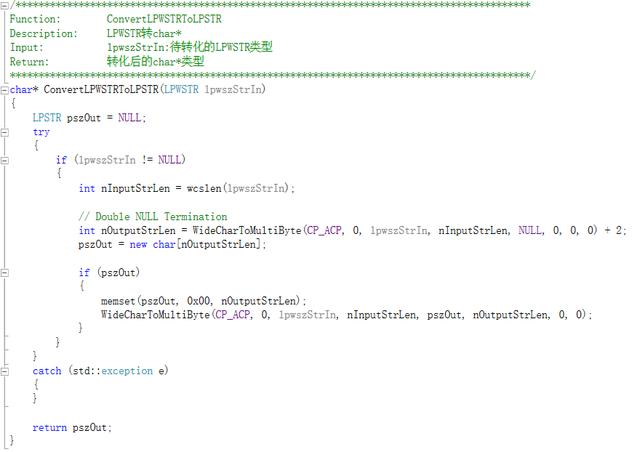 /*****************************************************************************************
Function: ConvertLPWSTRToLPSTR
Description: LPWSTR转char*
Input: lpwszStrIn:待转化的LPWSTR类型
Return: 转化后的char*类型
*****************************************************************************************/
char* ConvertLPWSTRToLPSTR(LPWSTR lpwszStrIn)
{
LPSTR pszOut = NULL;
try
{
if (lpwszStrIn != NULL)
{
int nInputStrLen = wcslen(lpwszStrIn);
// Double NULL Termination
int nOutputStrLen = WideCharToMultiByte(CP_ACP, 0, lpwszStrIn, nInputStrLen, NULL, 0, 0, 0) + 2;
pszOut = new char[nOutputStrLen];
if (pszOut)
{
memset(pszOut, 0x00, nOutputStrLen);
WideCharToMultiByte(CP_ACP, 0, lpwszStrIn, nInputStrLen, pszOut, nOutputStrLen, 0, 0);
}
}
}
catch (std::exception e)
{
}
return pszOut;
}